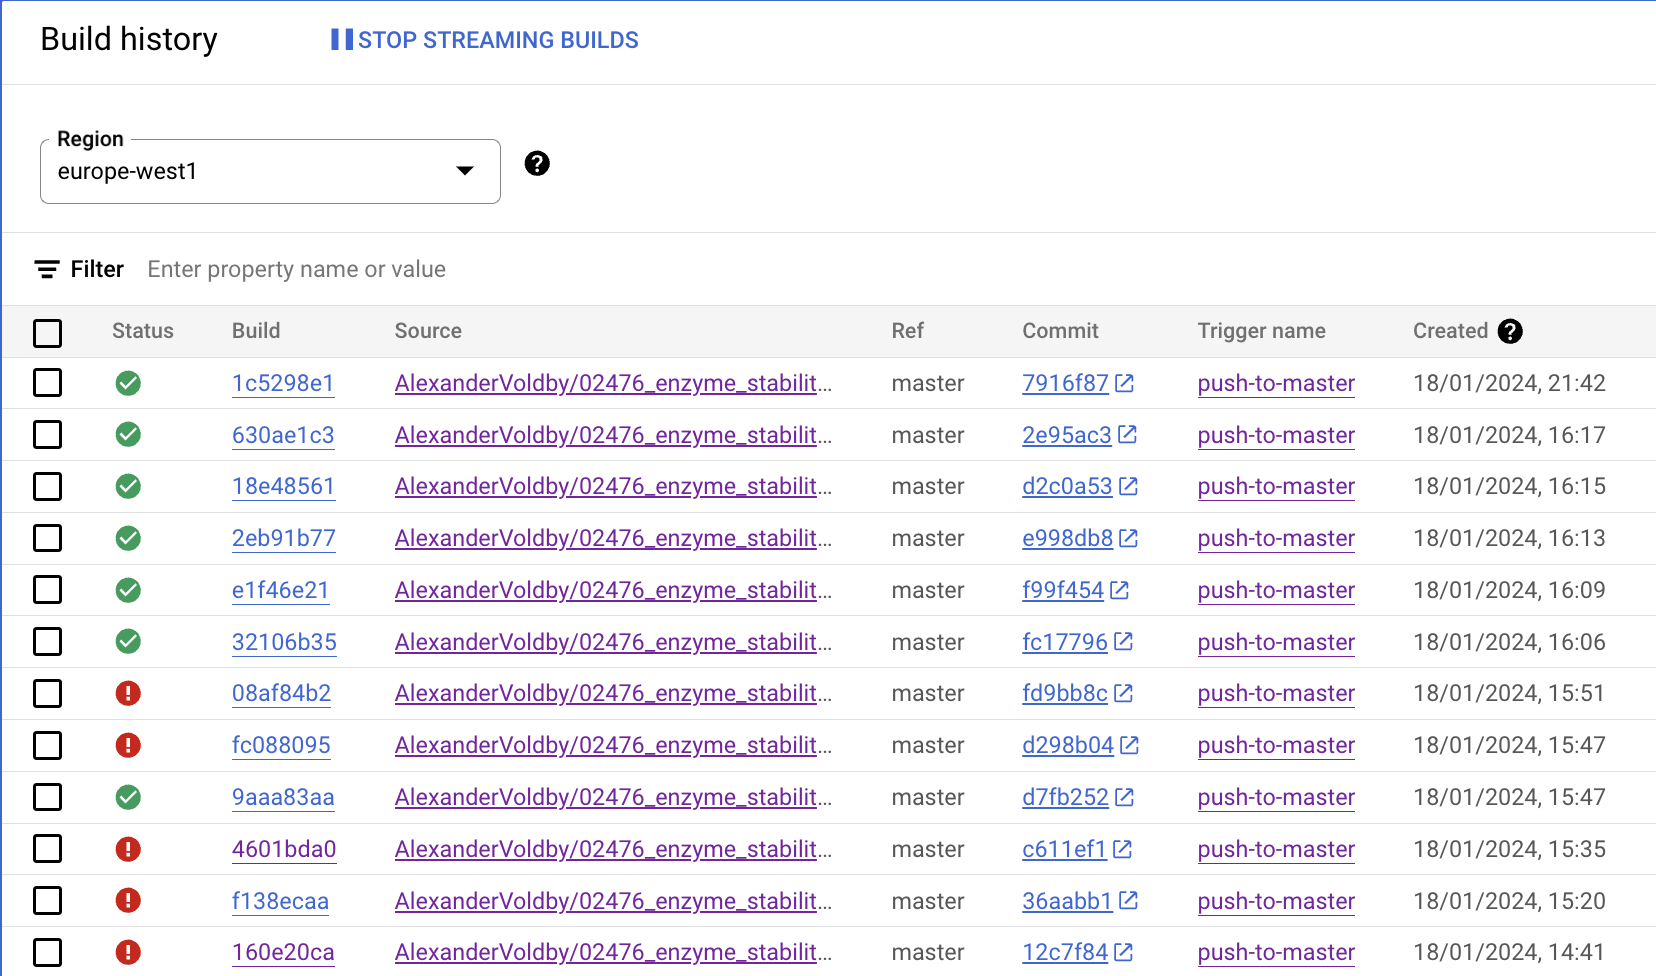 Build history
STOP STREAMING BUILDS
Region
europe-west1
Filter Enter property name or value
Status Build Source Ref Commit Trigger name Created
1c5298e1 AlexanderVoldby/02476_enzyme_stabilit... master 7916f87 push-to-master 18/01/2024, 21:42
630ae1c3 AlexanderVoldby/02476_enzyme_stabilit... master 2e95ac3 push-to-master 18/01/2024, 16:17
18e48561 AlexanderVoldby/02476_enzyme_stabilit... master d2c0a53 push-to-master 18/01/2024, 16:15
2eb91b77 AlexanderVoldby/02476_enzyme_stabilit... master e998db8 push-to-master 18/01/2024, 16:13
e1f46e21 AlexanderVoldby/02476_enzyme_stabilit... master f99f454 push-to-master 18/01/2024, 16:09
32106b35 AlexanderVoldby/02476_enzyme_stabilit... master fc17796 push-to-master 18/01/2024, 16:06
08af84b2 AlexanderVoldby/02476_enzyme_stabilit... master fd9bb8c push-to-master 18/01/2024, 15:51
fc088095 AlexanderVoldby/02476_enzyme_stabilit... master d298b04 push-to-master 18/01/2024, 15:47
9aaa83aa AlexanderVoldby/02476_enzyme_stabilit... master d7fb252 push-to-master 18/01/2024, 15:47
4601bda0 AlexanderVoldby/02476_enzyme_stabilit... master c611ef1 push-to-master 18/01/2024, 15:35
f138ecaa AlexanderVoldby/02476_enzyme_stabilit... master 36aabb1 push-to-master 18/01/2024, 15:20
160e20ca AlexanderVoldby/02476_enzyme_stabilit... master 12c7f84 push-to-master 18/01/2024, 14:41